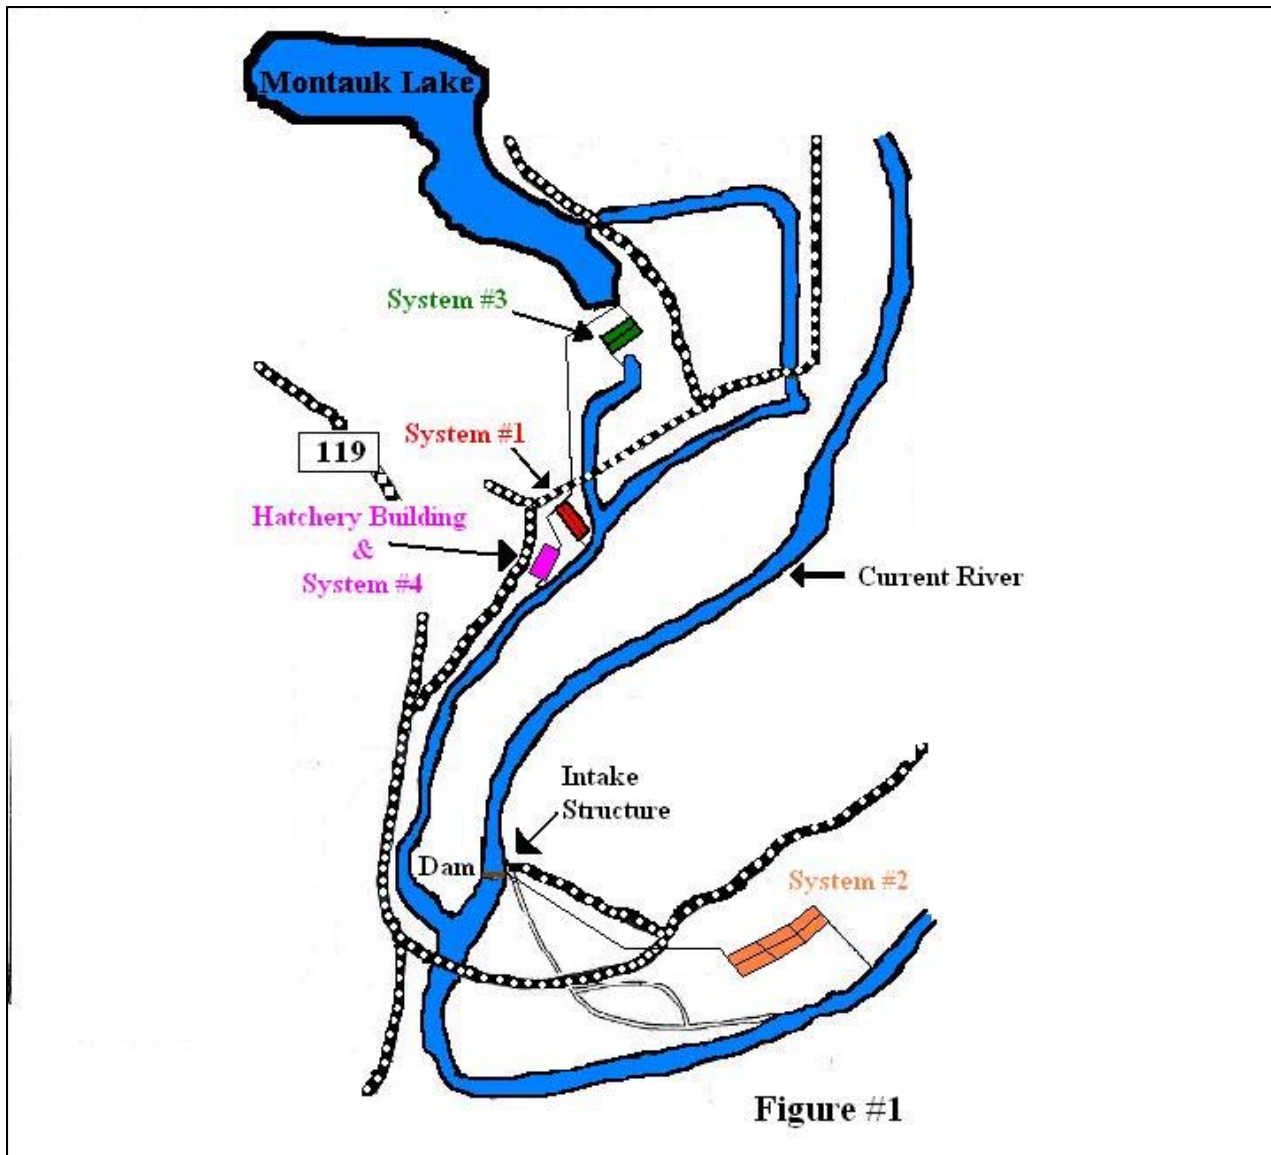 Montauk Lake
System #3
System #1
119
Hatchery Building
&
System #4
Current River
Intake
Structure
Dam
System #2
Figure #1